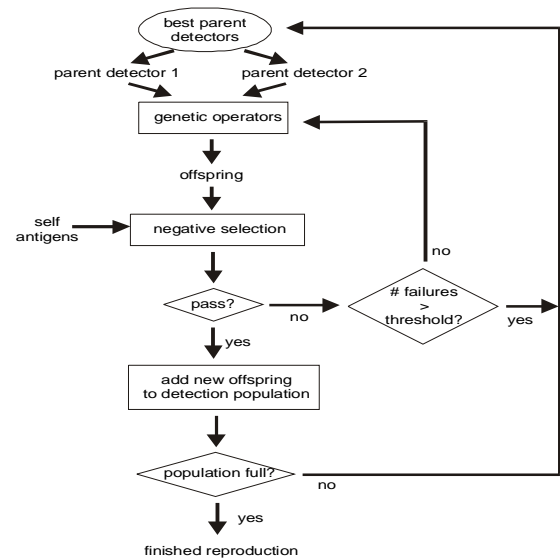 best parent
detectors
parent detector 1
parent detector 2
genetic operators
offspring
self
antigens
negative selection
no
# failures
>
threshold?
pass?
no
yes
yes
add new offspring
to detection population
population full?
no
yes
finished reproduction